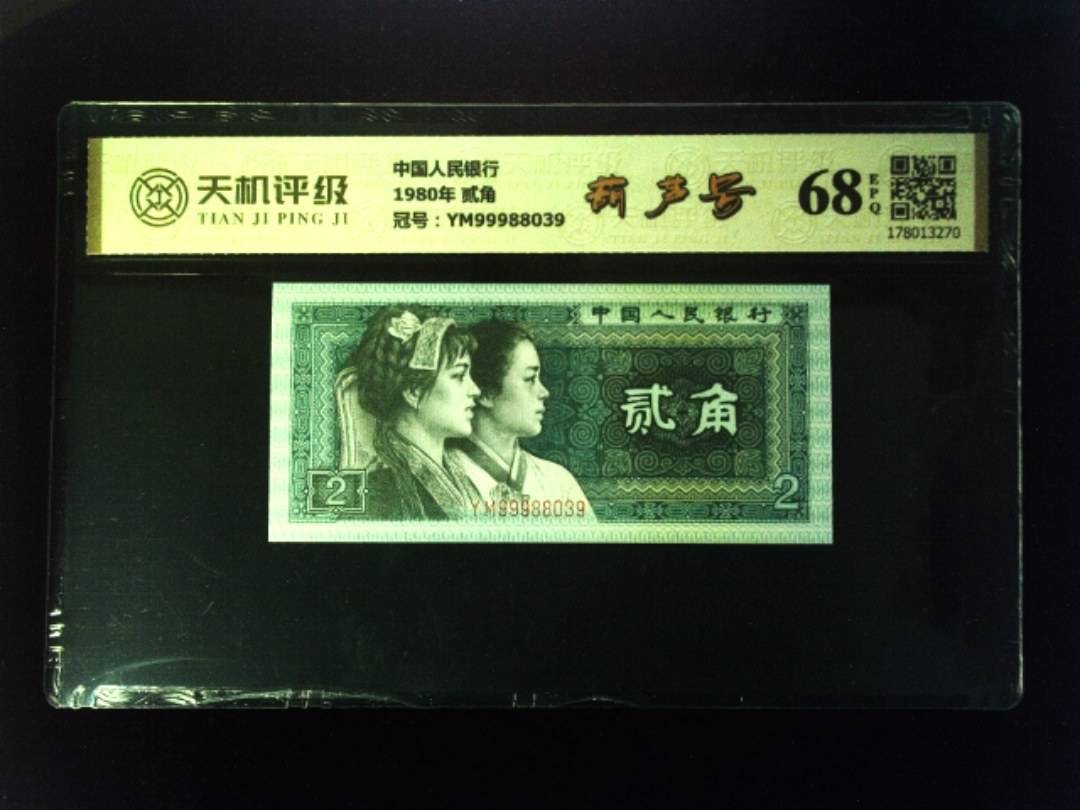 天机评级
TIAN JI PING JI
中国人民银行
1980年 贰角
冠号：YM99988039
葫芦号
68
EPQ
178013270
中国人民银行
贰角
2
2
YM99988039